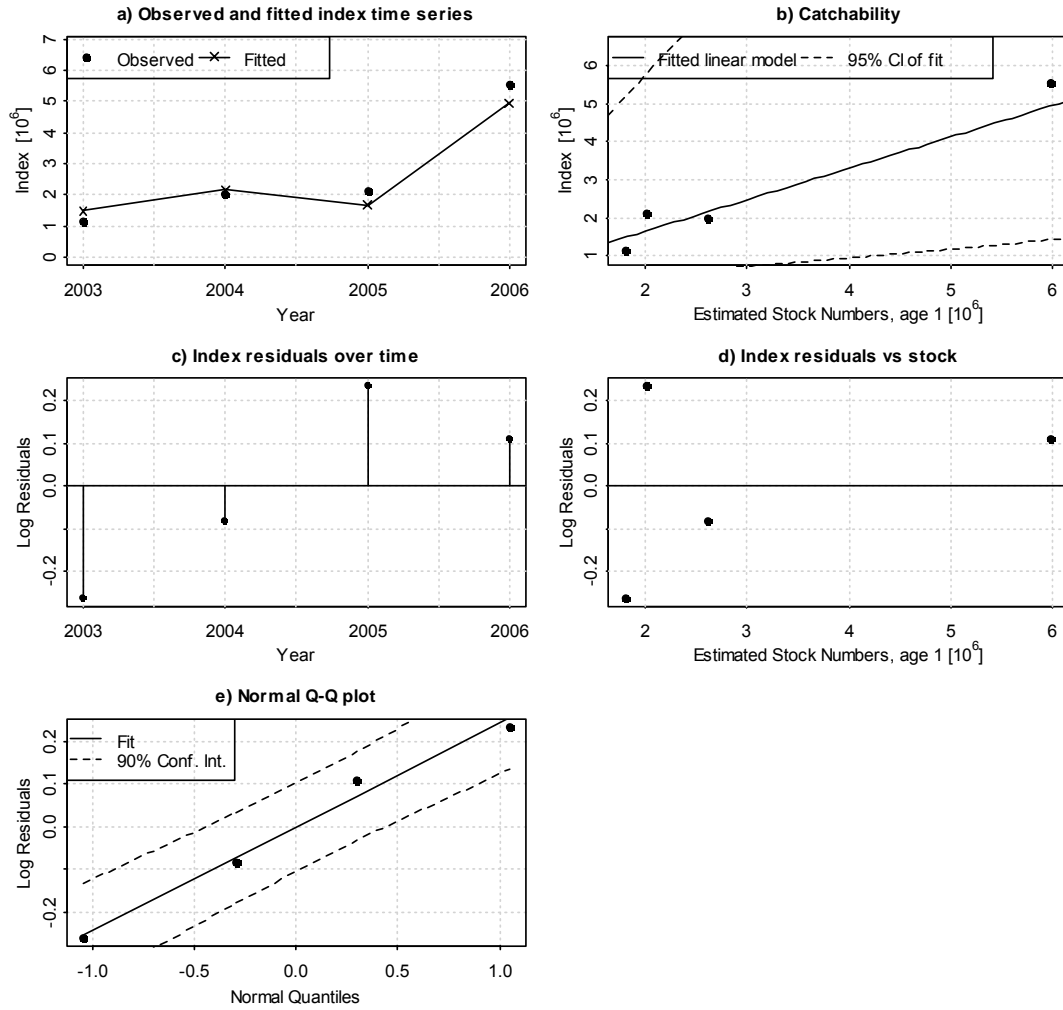 a) Observed and fitted index time series
Observed Fitted
Index [10^6]
0 1 2 3 4 5 6 7
2003 2004 2005 2006
Year
b) Catchability
Fitted linear model 95% CI of fit
Index [10^6]
1 2 3 4 5 6
2 3 4 5 6
Estimated Stock Numbers, age 1 [10^6]
c) Index residuals over time
Log Residuals
-0.2 0.0 0.1 0.2
2003 2004 2005 2006
Year
d) Index residuals vs stock
Log Residuals
-0.2 0.0 0.1 0.2
2 3 4 5 6
Estimated Stock Numbers, age 1 [10^6]
e) Normal Q-Q plot
Fit
90% Conf. Int.
Log Residuals
-0.2 0.0 0.1 0.2
-1.0 -0.5 0.0 0.5 1.0
Normal Quantiles